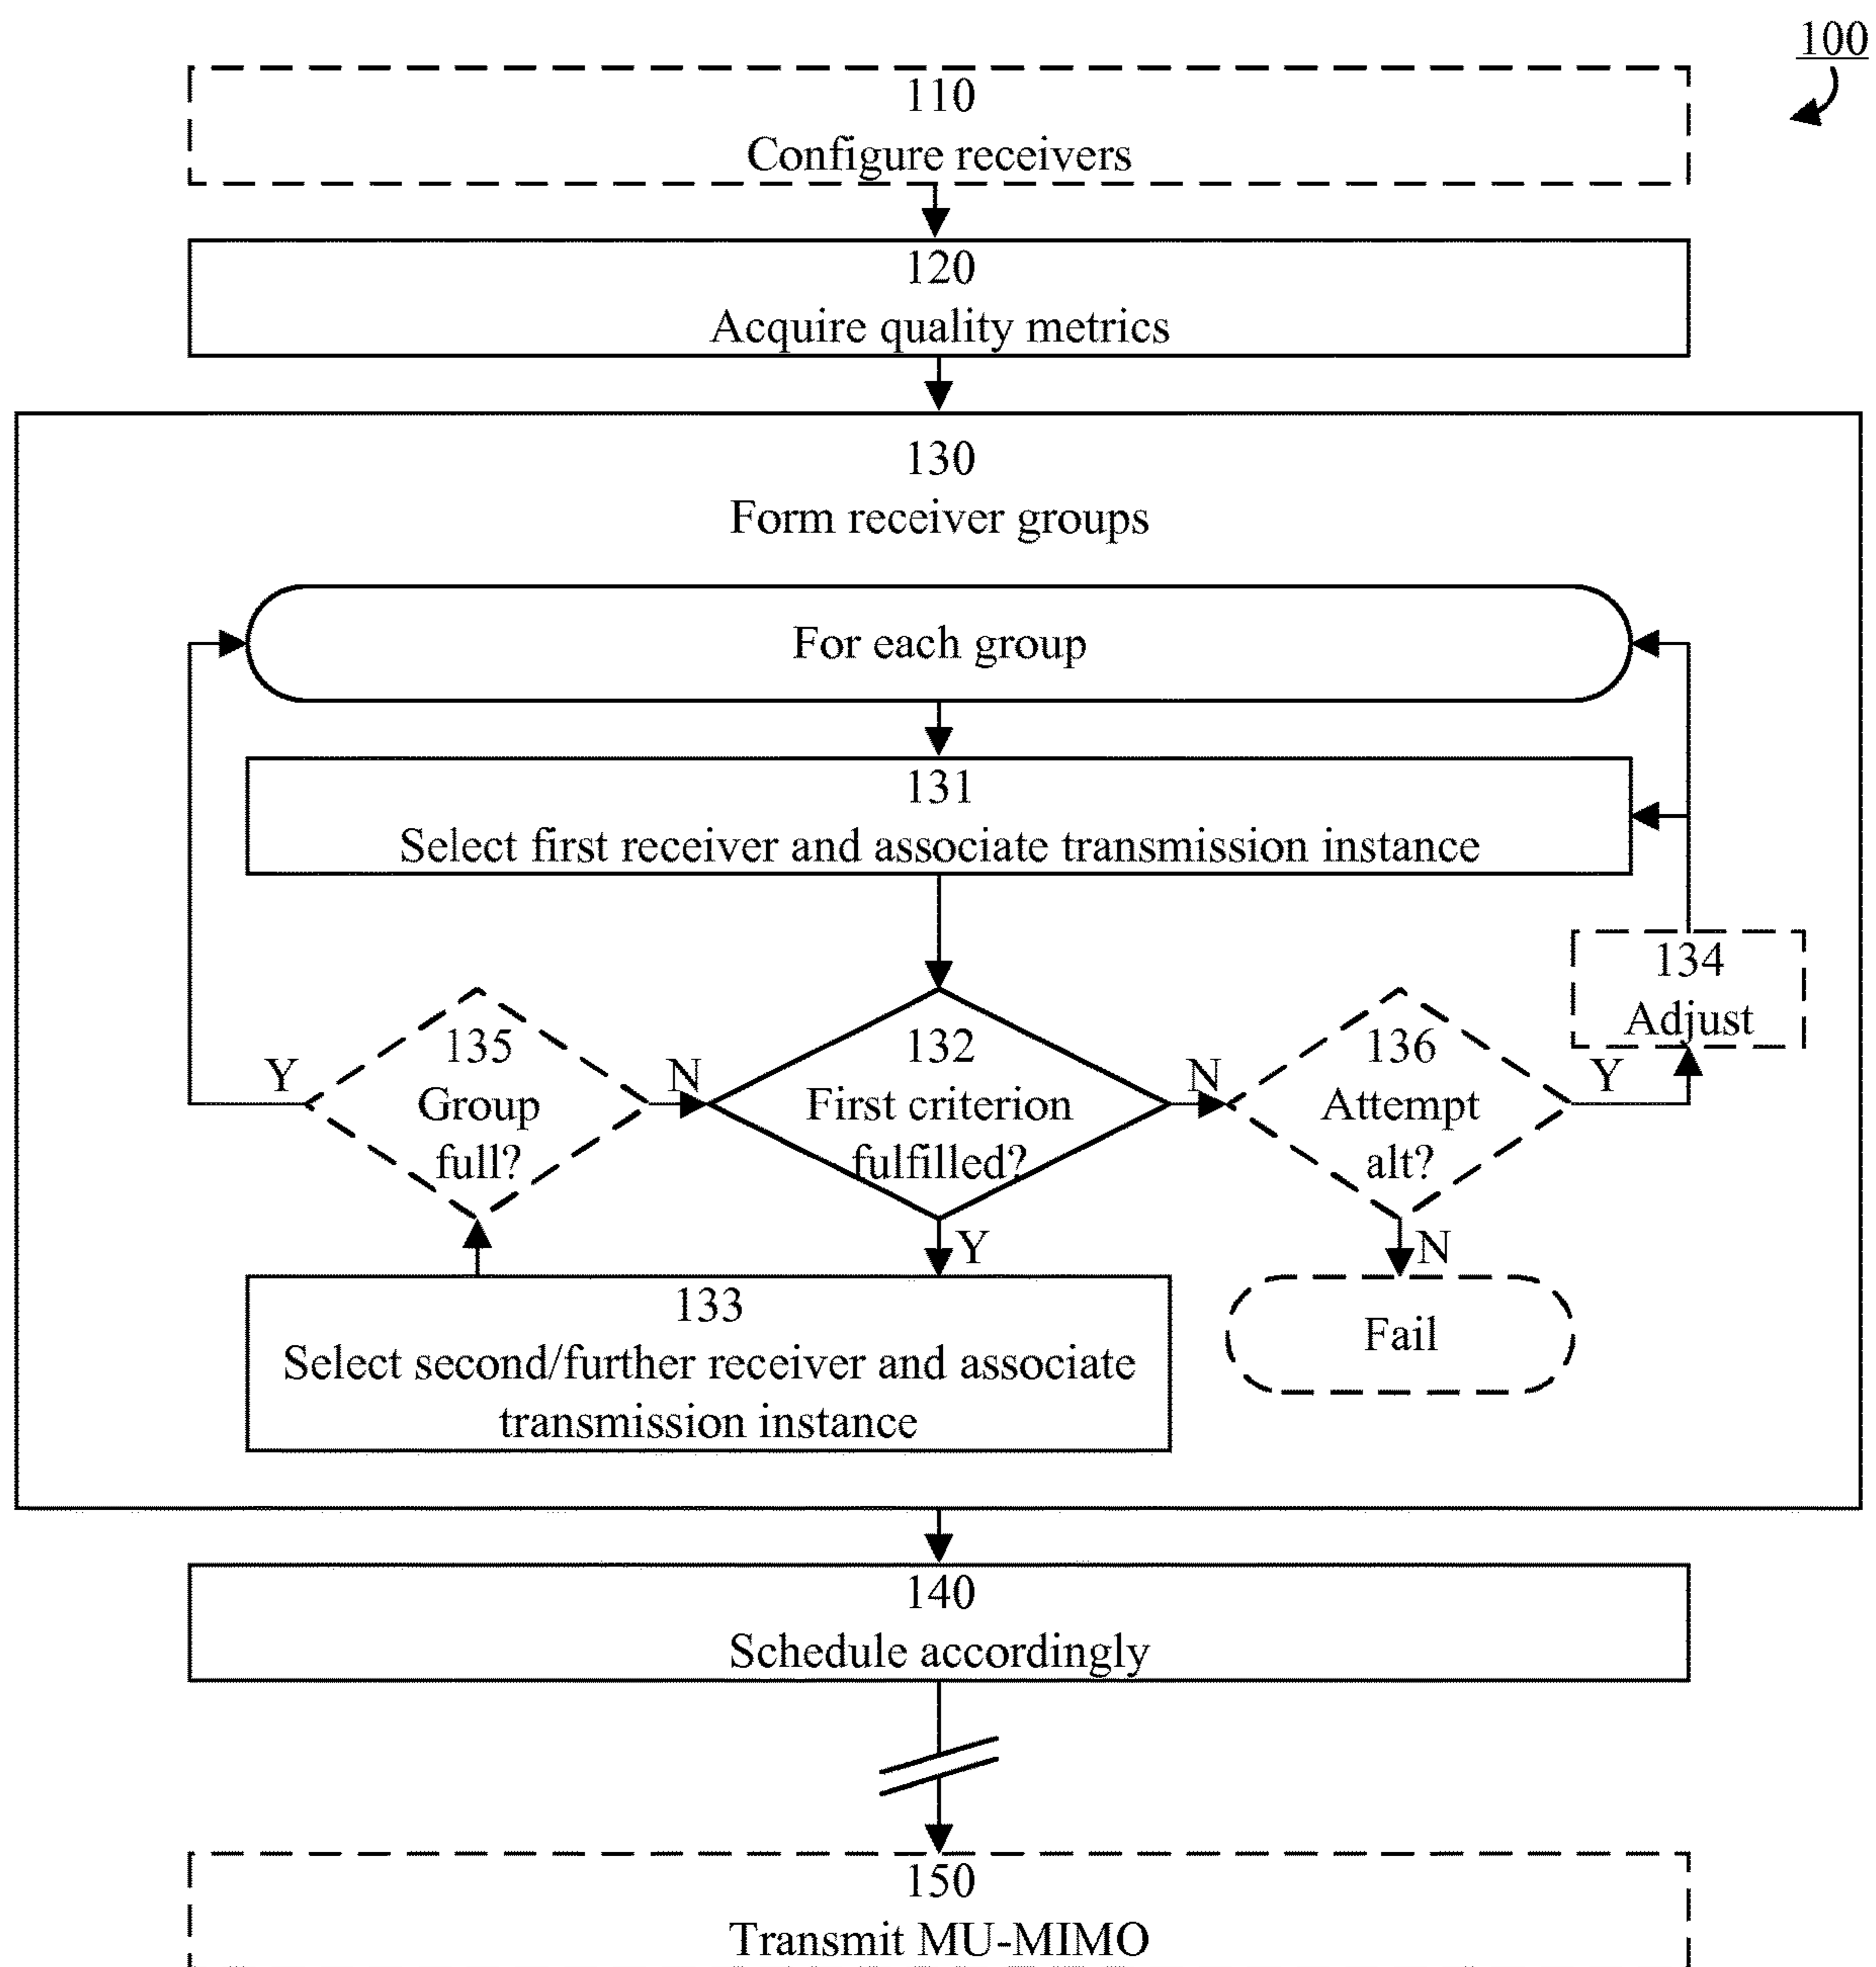 100
110
Configure receivers
120
Acquire quality metrics
130
Form receiver groups
For each group
131
Select first receiver and associate transmission instance
134
Adjust
135
Group
full?
Y
N
132
First criterion
fulfilled?
N
Y
136
Attempt
alt?
Y
N
133
Select second/further receiver and associate
transmission instance
Fail
140
Schedule accordingly
150
Transmit MU-MIMO